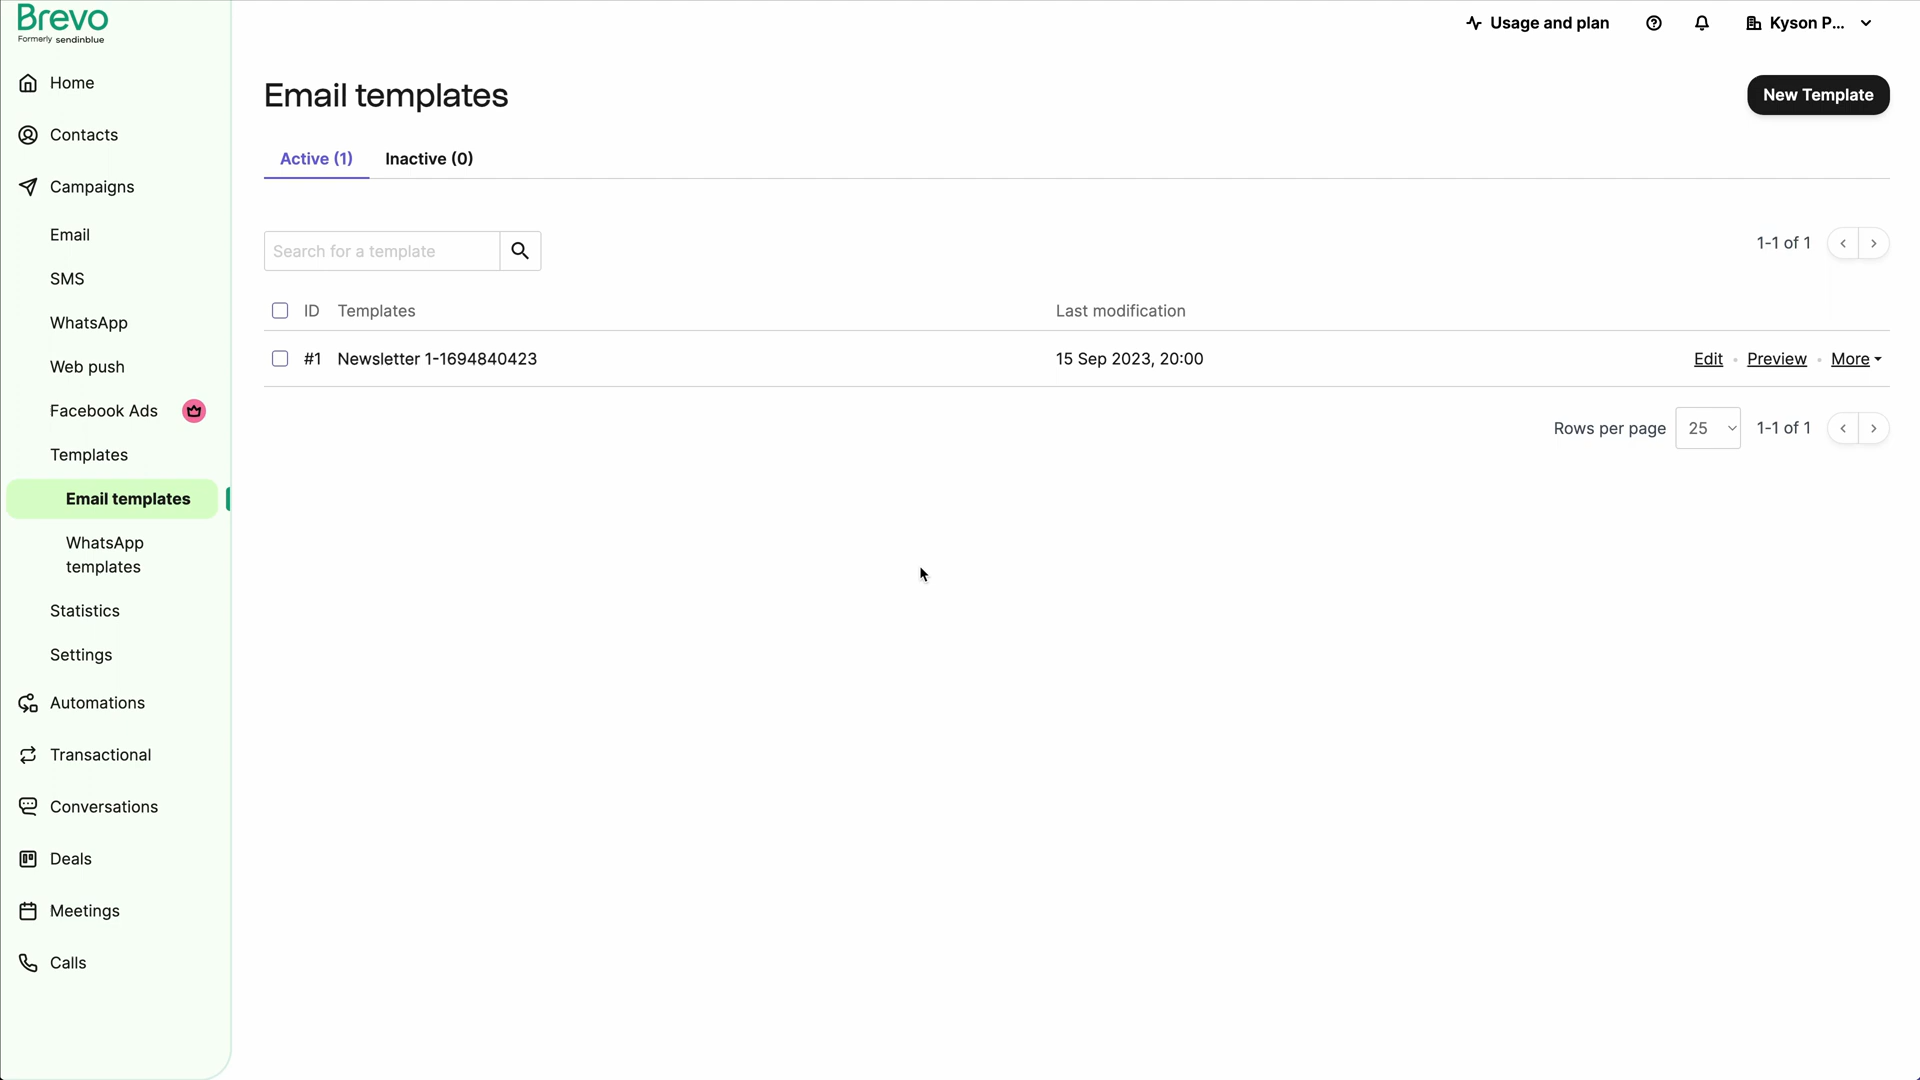 Brevo
Formerly sendinblue
Home
Contacts
Campaigns
Email
SMS
WhatsApp
Web push
Facebook Ads
Templates
Email templates
WhatsApp
templates
Statistics
Settings
Automations
Transactional
Conversations
Deals
Meetings
Calls
Usage and plan
Kyson P...
Email templates
New Template
Active (1) Inactive (0)
Search for a template
1-1 of 1
ID Templates Last modification
#1 Newsletter 1-1694840423 15 Sep 2023, 20:00 Edit Preview More
Rows per page 25 1-1 of 1